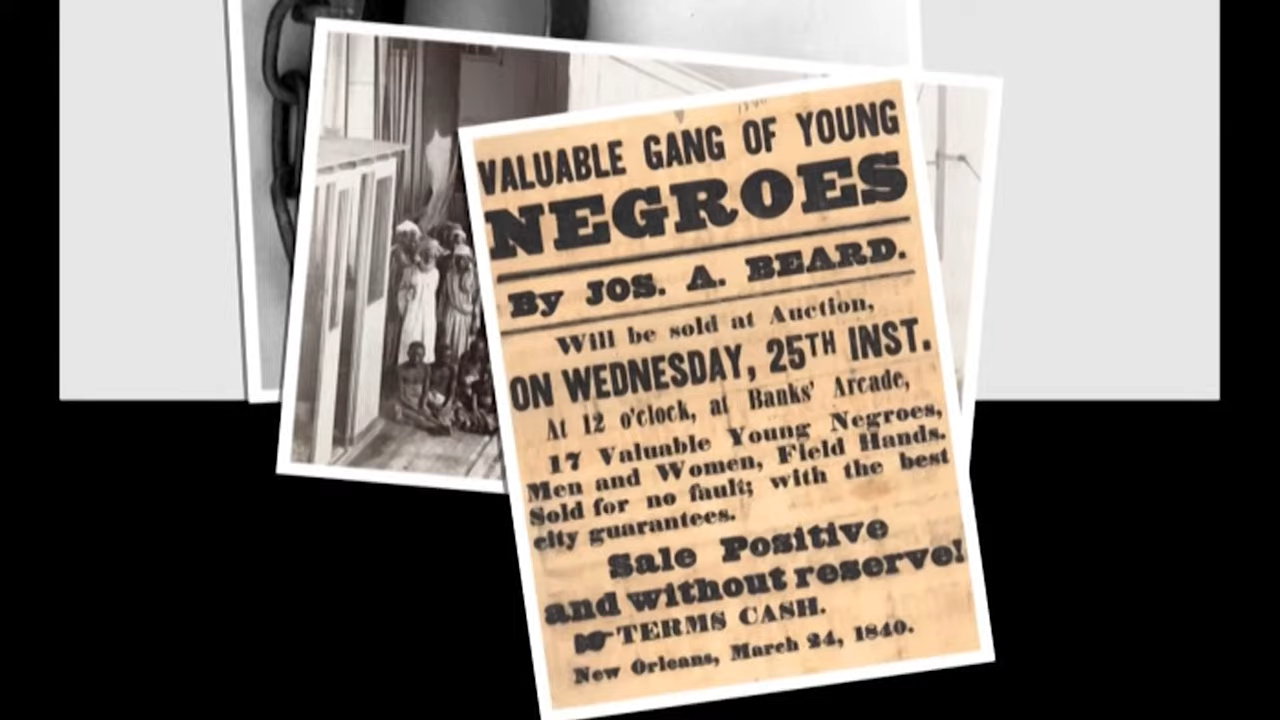 VALUABLE GANG OF YOUNG
NEGROES
By JOS. A. BEARD.
Will be sold at Auction,
ON WEDNESDAY, 25TH INST.
At 12 o'clock, at Banks' Arcade,
17 Valuable Young Negroes,
Men and Women, Field Hands.
Sold for no fault; with the best
city guarantees.
Sale Positive
and without reserve!
TERMS CASH.
New Orleans, March 24, 1840.